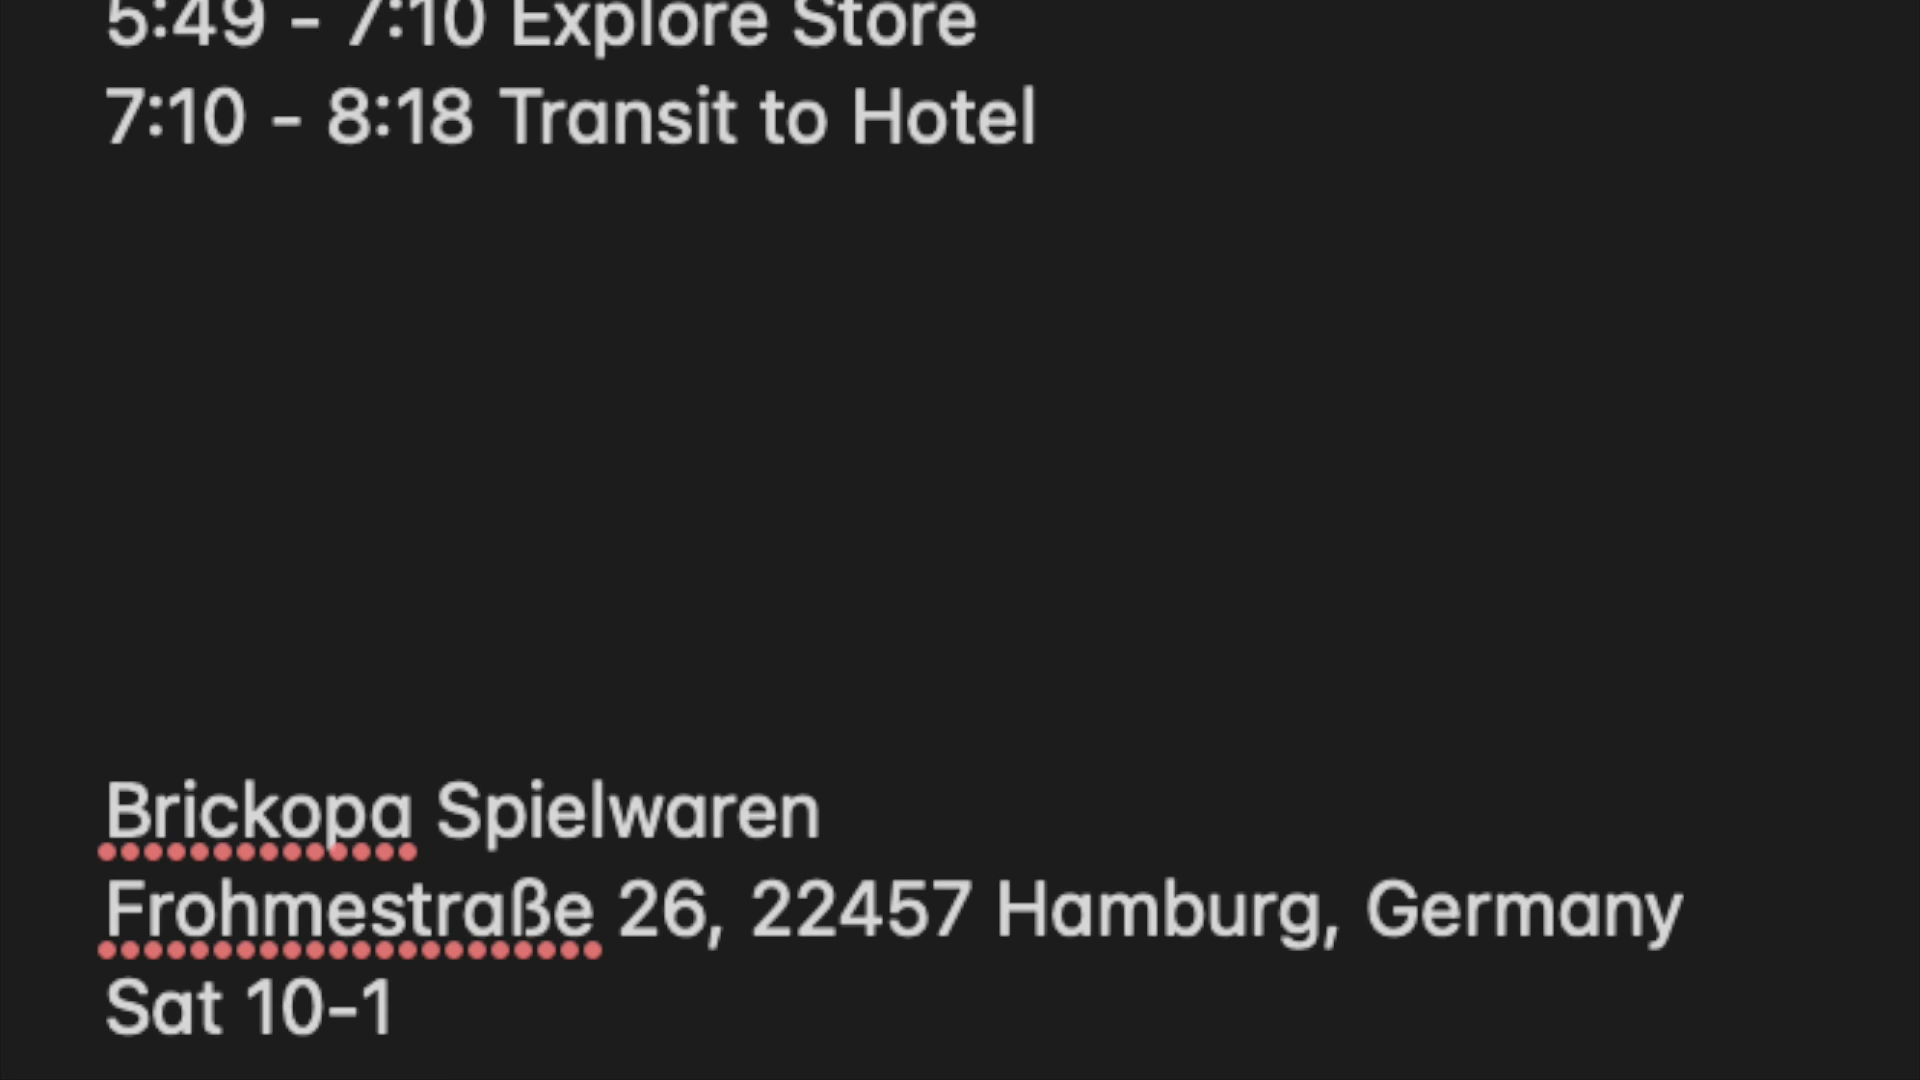 5:49 - 7:10 Explore Store
7:10 - 8:18 Transit to Hotel
Brickopa Spielwaren
Frohmestraße 26, 22457 Hamburg, Germany
Sat 10-1